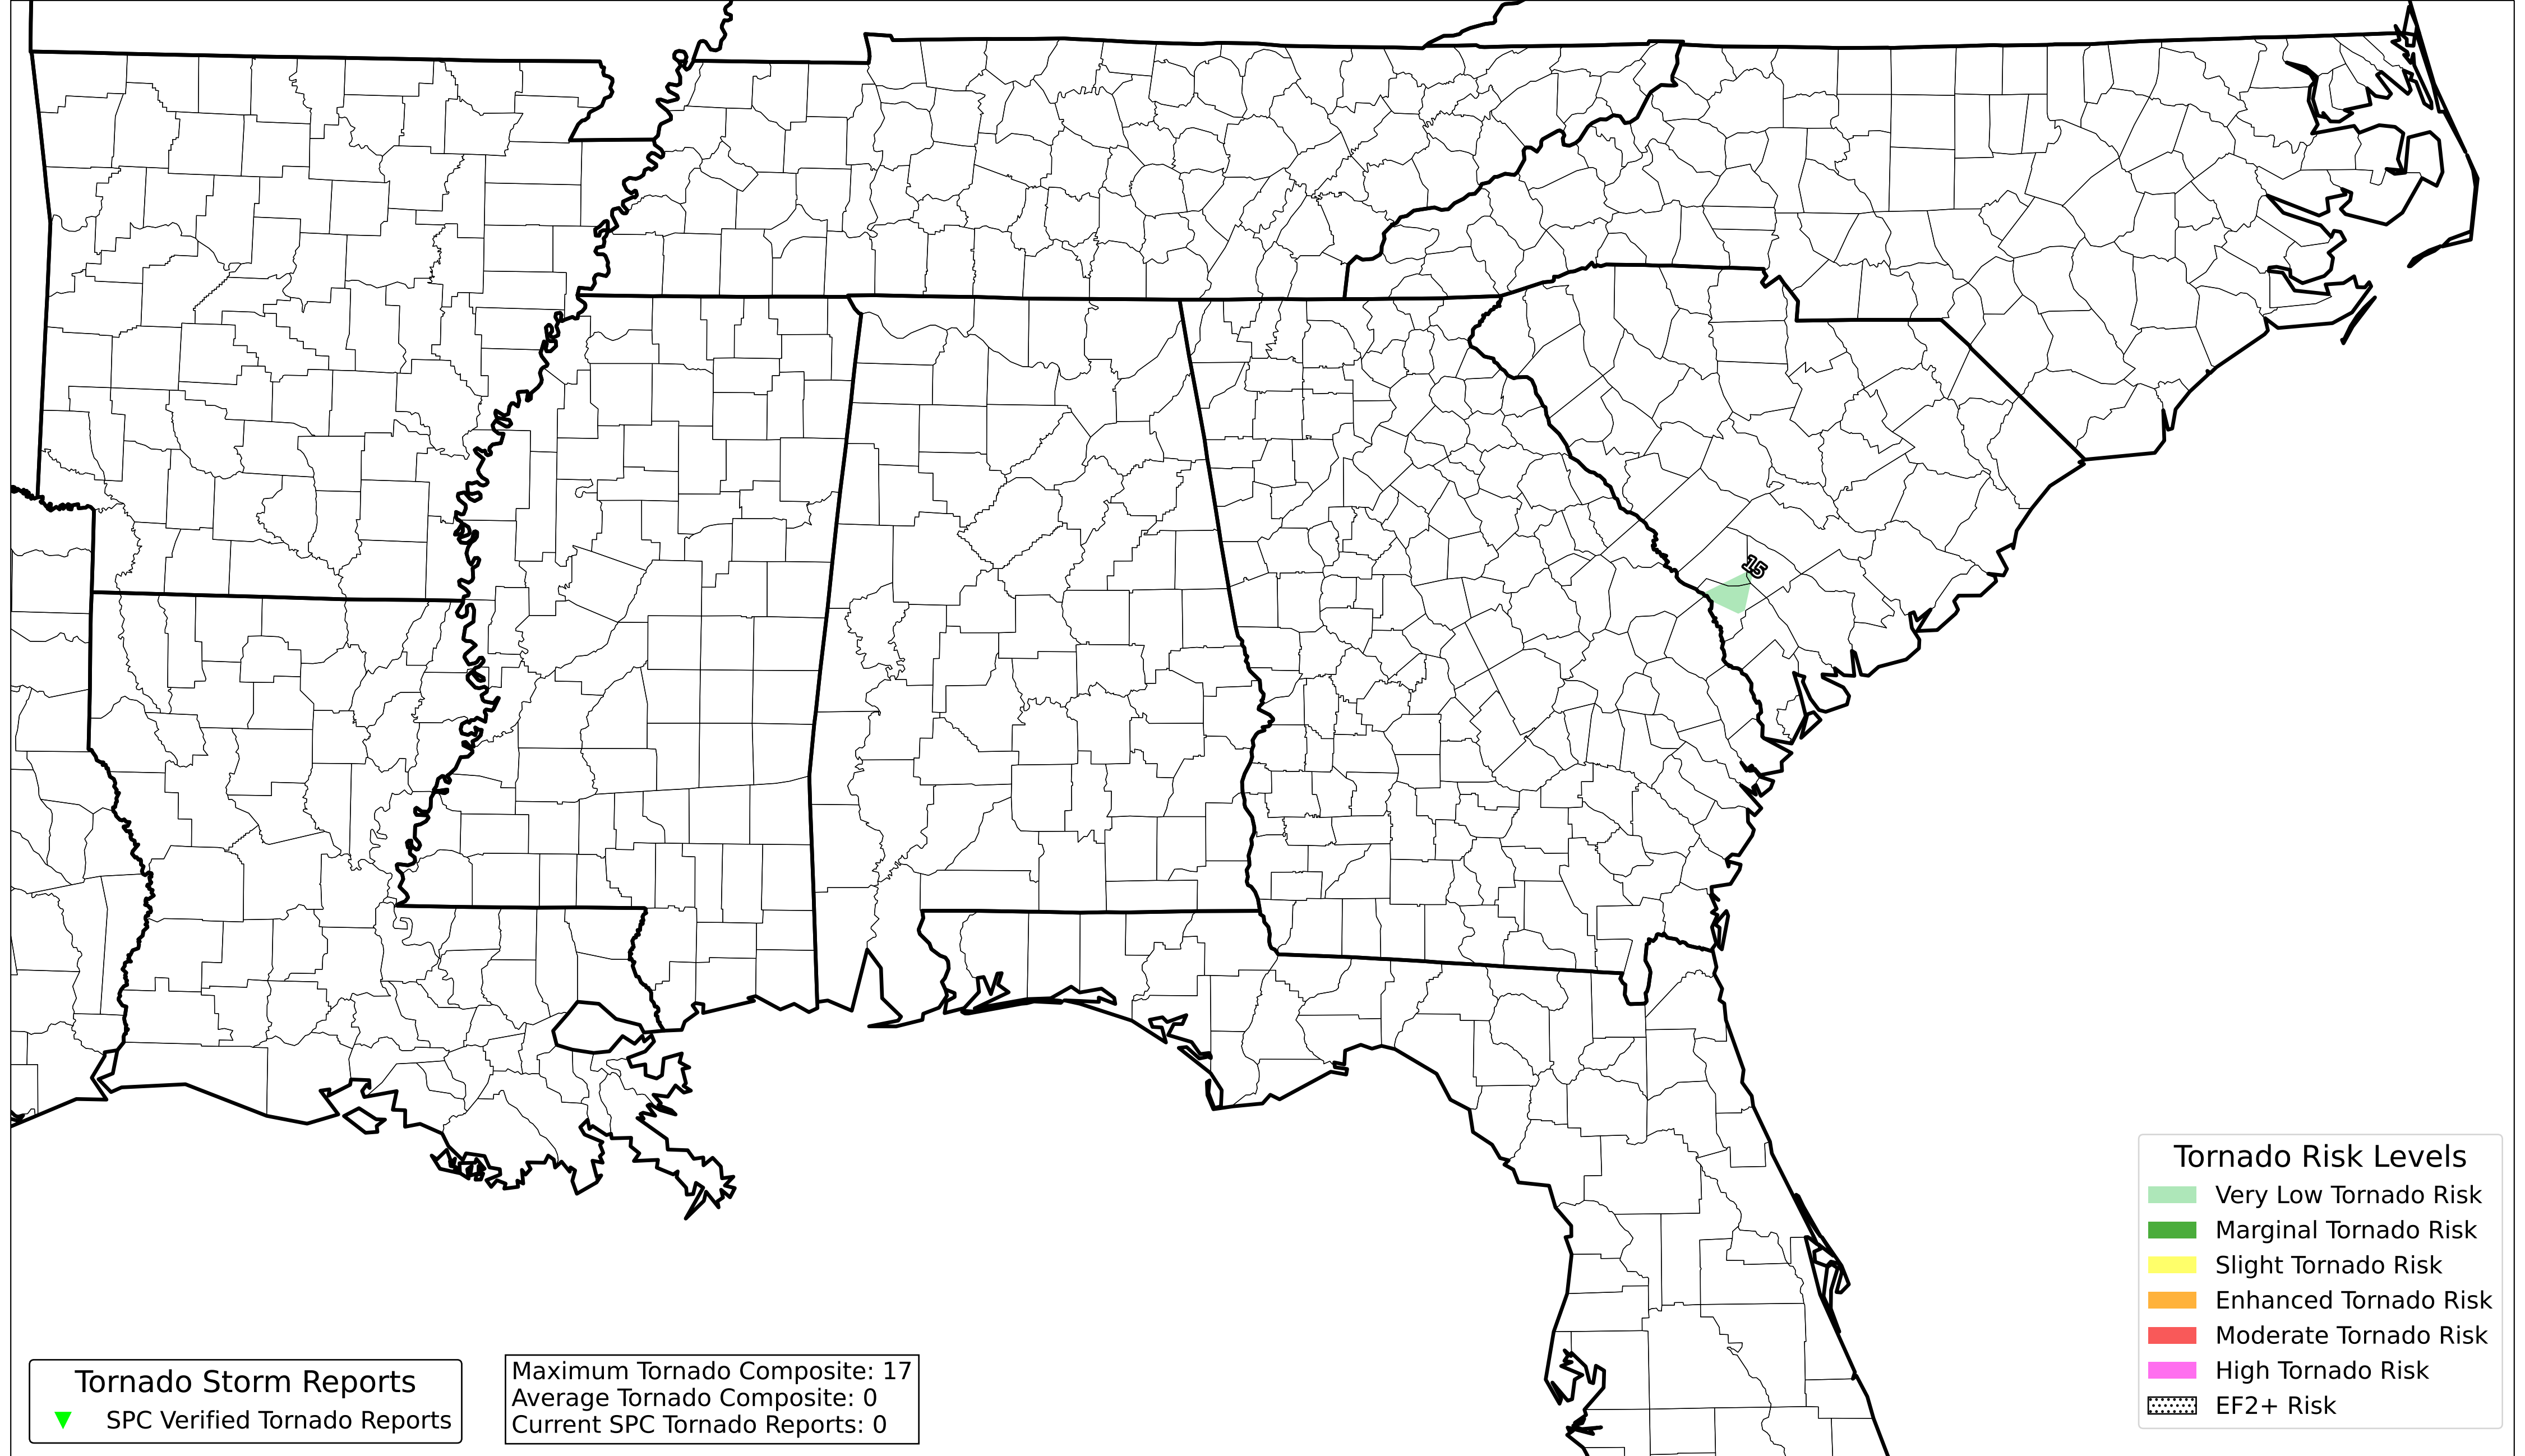 15
Tornado Risk Levels
Very Low Tornado Risk
Marginal Tornado Risk
Slight Tornado Risk
Enhanced Tornado Risk
Moderate Tornado Risk
High Tornado Risk
EF2+ Risk
Tornado Storm Reports
SPC Verified Tornado Reports
Maximum Tornado Composite: 17
Average Tornado Composite: 0
Current SPC Tornado Reports: 0